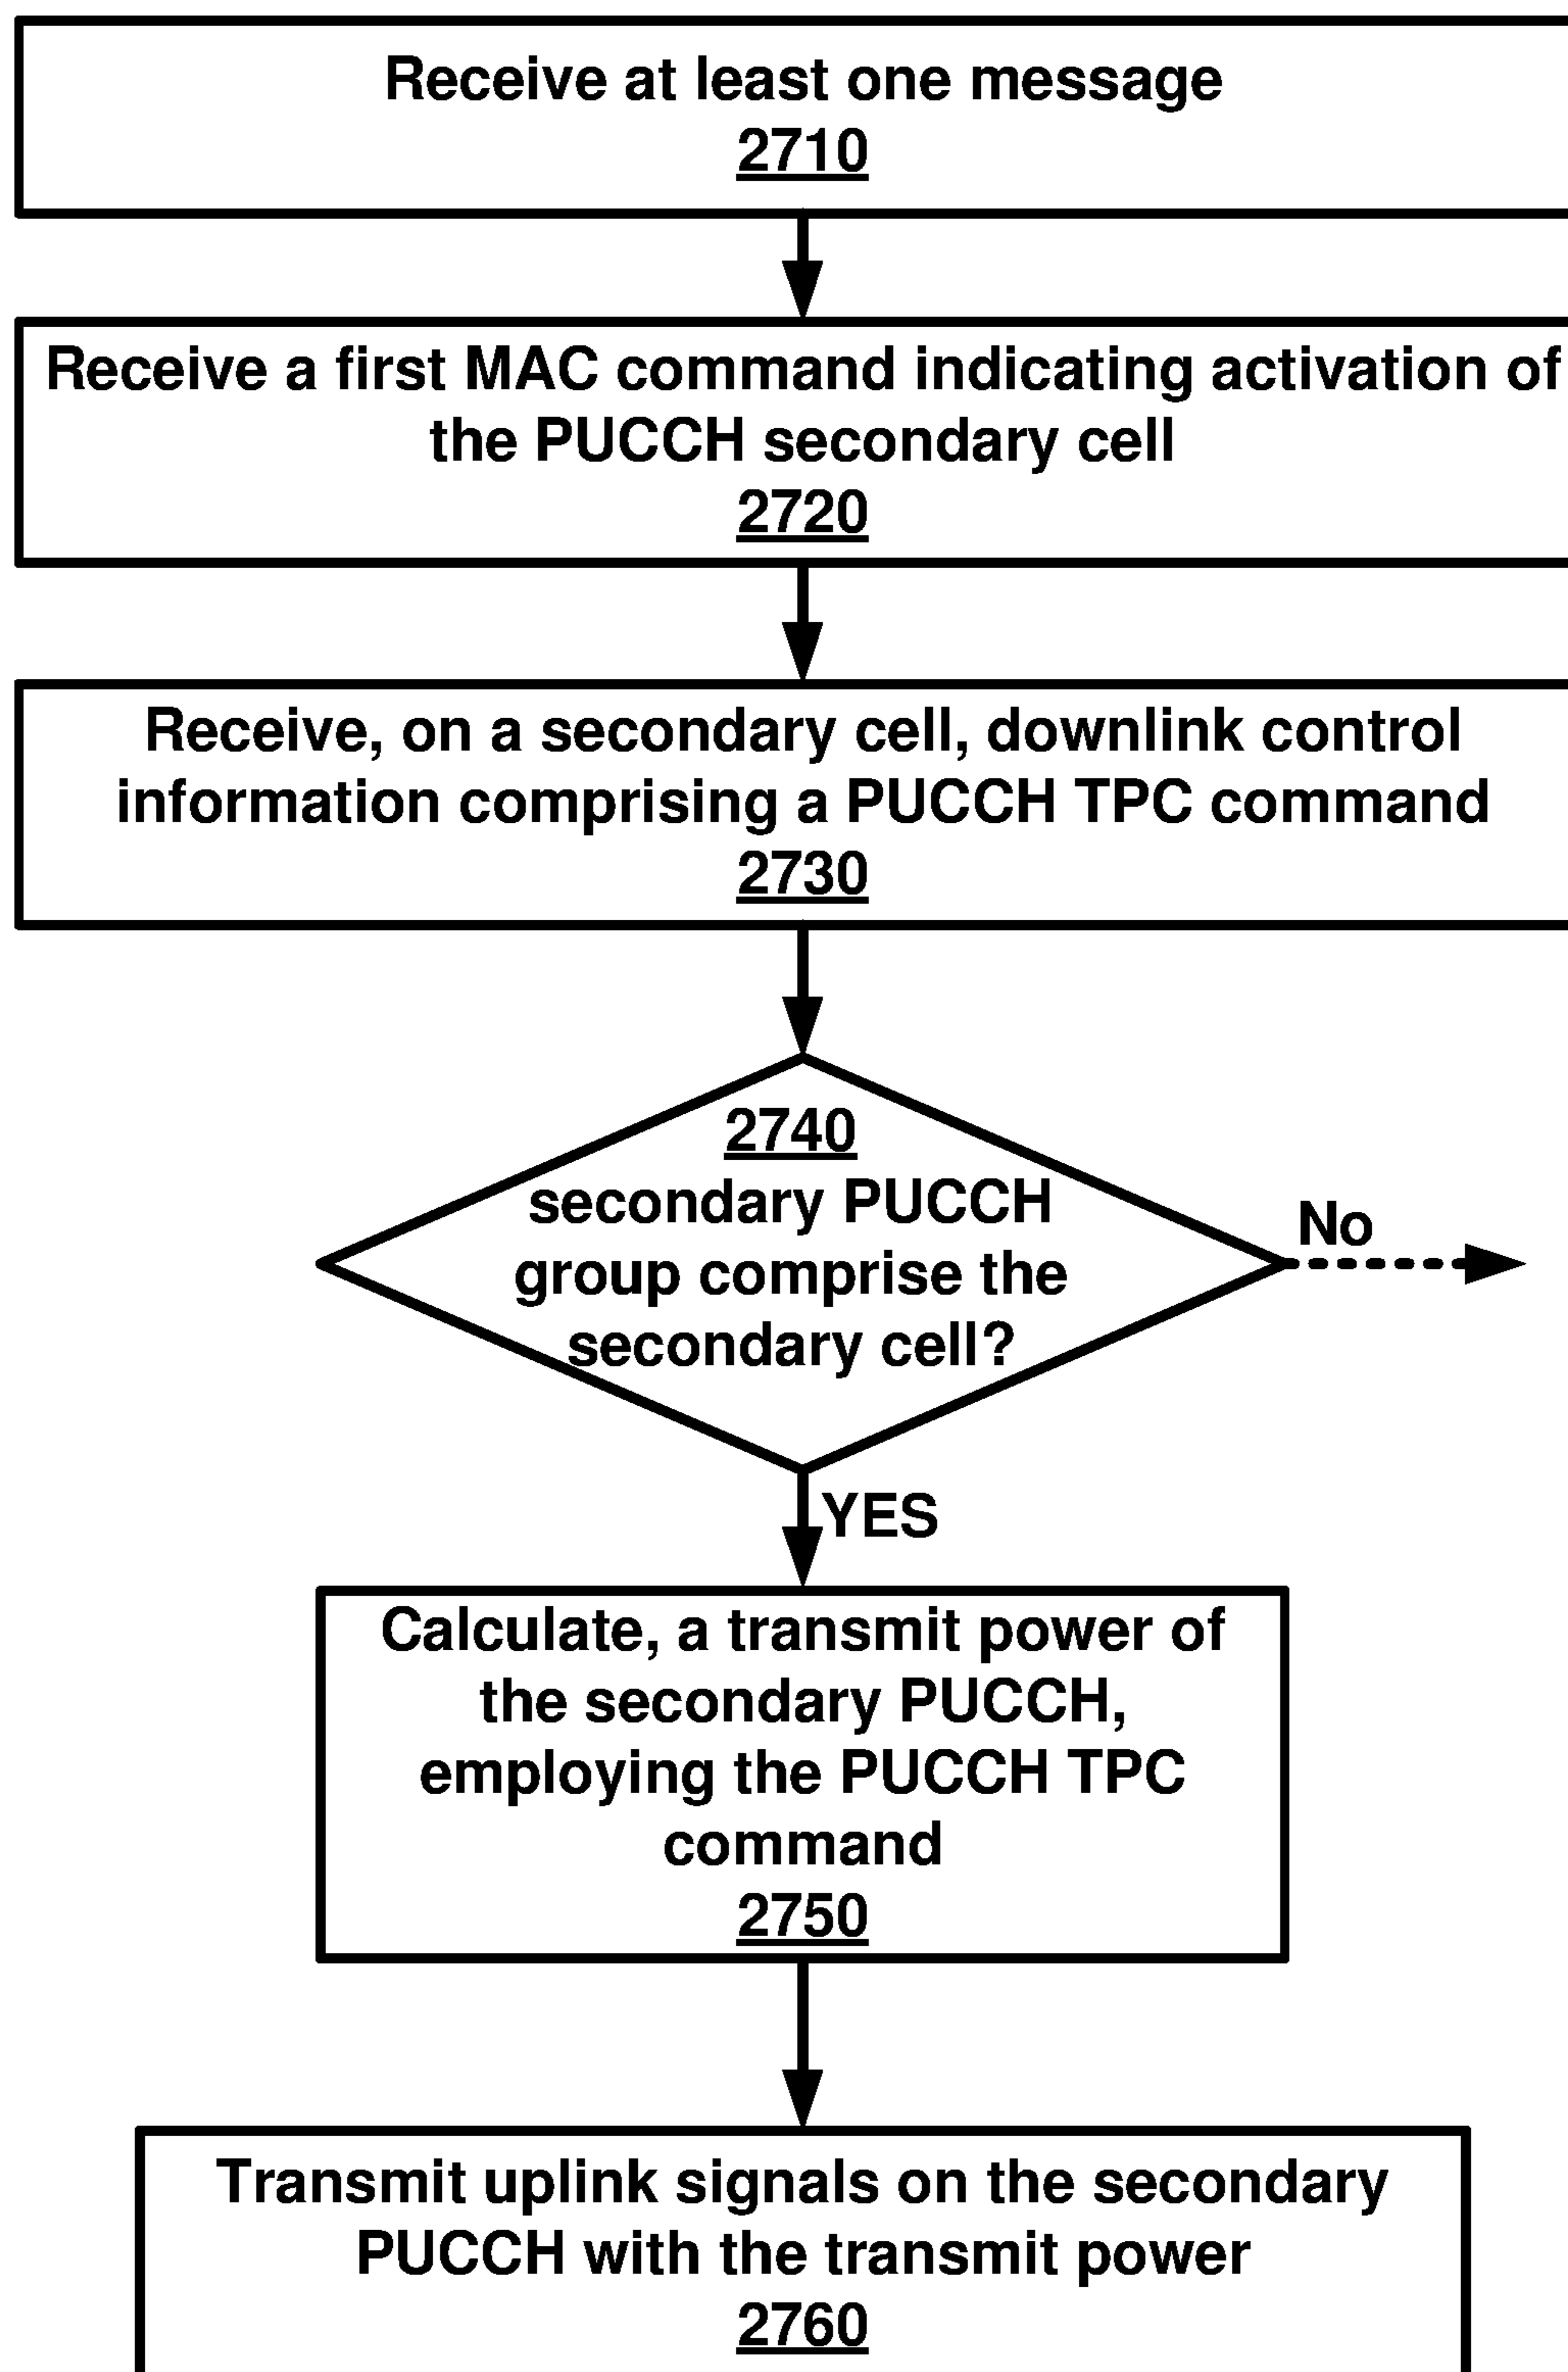 Receive at least one message
2710
Receive a first MAC command indicating activation of
the PUCCH secondary cell
2720
Receive, on a secondary cell, downlink control
information comprising a PUCCH TPC command
2730
2740
secondary PUCCH
group comprise the
secondary cell?
No
YES
Calculate, a transmit power of
the secondary PUCCH,
employing the PUCCH TPC
command
2750
Transmit uplink signals on the secondary
PUCCH with the transmit power
2760